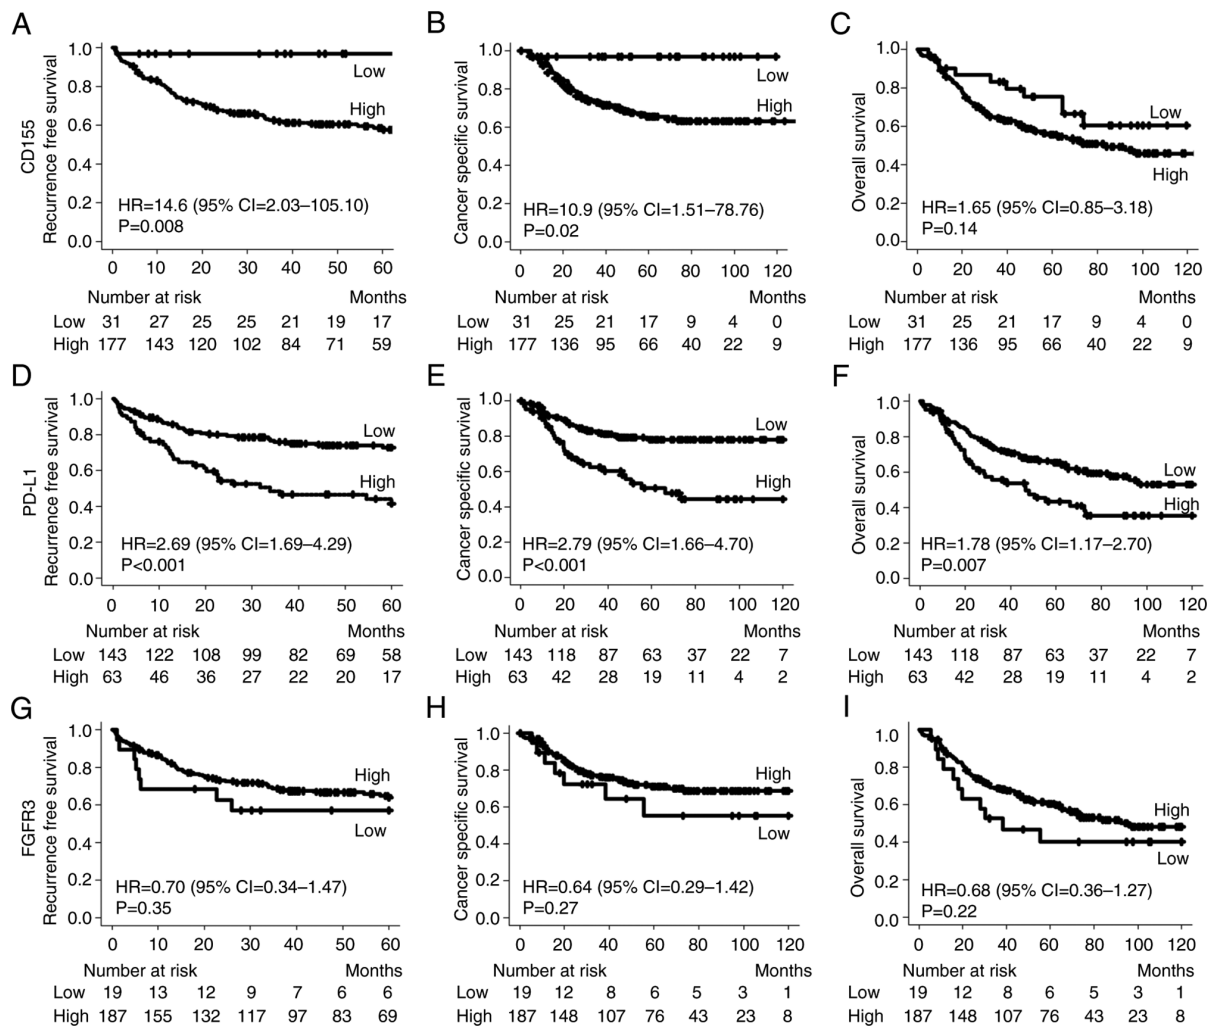 A
CD155
Recurrence free survival
1.0
0.8
0.6
0.4
0.2
0.0
Low
High
HR=14.6 (95% CI=2.03–105.10)
P=0.008
0 10 20 30 40 50 60
Number at risk Months
Low 31 27 25 25 21 19 17
High 177 143 120 102 84 71 59
B
Cancer specific survival
1.0
0.8
0.6
0.4
0.2
0.0
Low
High
HR=10.9 (95% CI=1.51–78.76)
P=0.02
0 20 40 60 80 100 120
Number at risk Months
Low 31 25 21 17 9 4 0
High 177 136 95 66 40 22 9
C
Overall survival
1.0
0.8
0.6
0.4
0.2
0.0
Low
High
HR=1.65 (95% CI=0.85–3.18)
P=0.14
0 20 40 60 80 100 120
Number at risk Months
Low 31 25 21 17 9 4 0
High 177 136 95 66 40 22 9
D
PD-L1
Recurrence free survival
1.0
0.8
0.6
0.4
0.2
0.0
Low
High
HR=2.69 (95% CI=1.69–4.29)
P<0.001
0 10 20 30 40 50 60
Number at risk Months
Low 143 122 108 99 82 69 58
High 63 46 36 27 22 20 17
E
Cancer specific survival
1.0
0.8
0.6
0.4
0.2
0.0
Low
High
HR=2.79 (95% CI=1.66–4.70)
P<0.001
0 20 40 60 80 100 120
Number at risk Months
Low 143 118 87 63 37 22 7
High 63 42 28 19 11 4 2
F
Overall survival
1.0
0.8
0.6
0.4
0.2
0.0
Low
High
HR=1.78 (95% CI=1.17–2.70)
P=0.007
0 20 40 60 80 100 120
Number at risk Months
Low 143 118 87 63 37 22 7
High 63 42 28 19 11 4 2
G
FGFR3
Recurrence free survival
1.0
0.8
0.6
0.4
0.2
0.0
High
Low
HR=0.70 (95% CI=0.34–1.47)
P=0.35
0 10 20 30 40 50 60
Number at risk Months
Low 19 13 12 9 7 6 6
High 187 155 132 117 97 83 69
H
Cancer specific survival
1.0
0.8
0.6
0.4
0.2
0.0
High
Low
HR=0.64 (95% CI=0.29–1.42)
P=0.27
0 20 40 60 80 100 120
Number at risk Months
Low 19 12 8 6 5 3 1
High 187 148 107 76 43 23 8
I
Overall survival
1.0
0.8
0.6
0.4
0.2
0.0
High
Low
HR=0.68 (95% CI=0.36–1.27)
P=0.22
0 20 40 60 80 100 120
Number at risk Months
Low 19 12 8 6 5 3 1
High 187 148 107 76 43 23 8